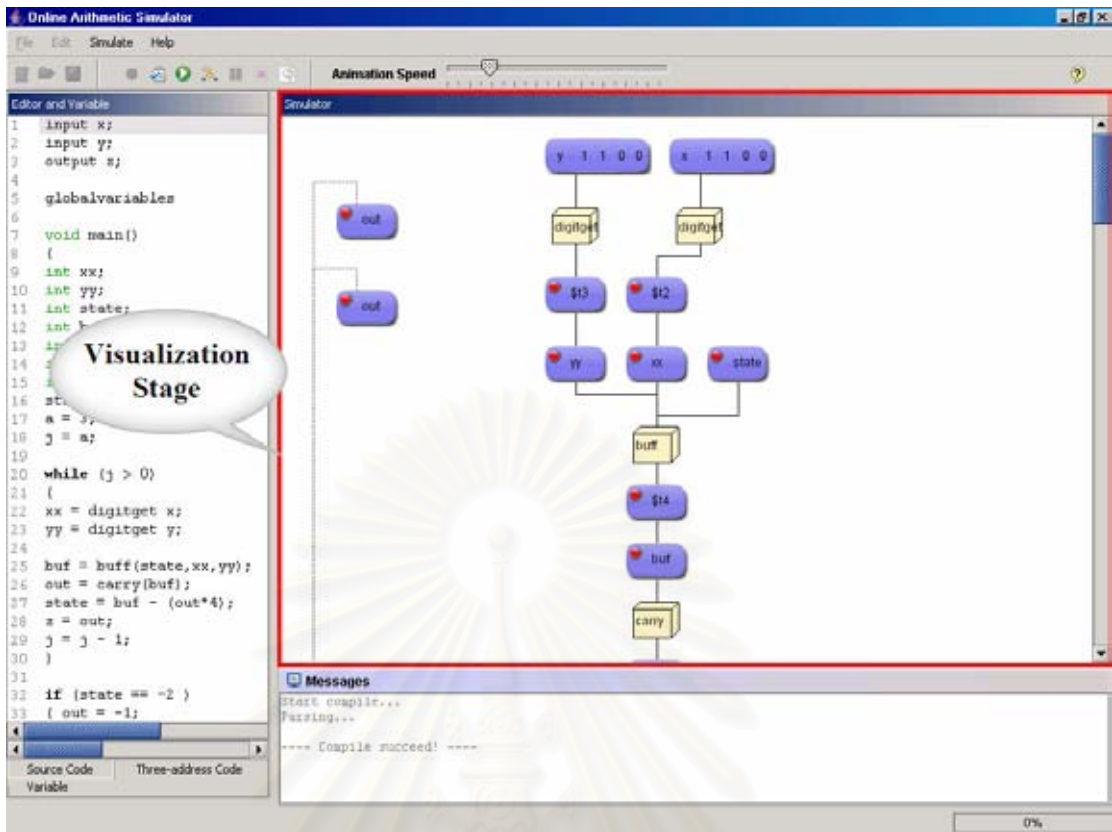 Online Arithmetic Simulator
File Edit Simulate Help
Animation Speed
Editor and Variable
1 input x;
2 input y;
3 output z;
4
5 globalvariables
6
7 void main()
8 {
9 int xx;
10 int yy;
11 int state;
12 int
13
14
15
16
17 a =
18 j = a;
19
20 while (j > 0)
21 {
22 xx = digitget x;
23 yy = digitget y;
24
25 buf = buff(state,xx,yy);
26 out = carry(buf);
27 state = buf - (out*4);
28 z = out;
29 j = j - 1;
30 }
31
32 if (state == -2 )
33 { out = -1;
Visualization
Stage
Source Code Three-address Code
Variable
Simulator
y 1 1 0 0 x 1 1 0 0
out
digitget digitget
out
$t3 $t2
yy xx state
buff
$t4
buf
carry
Messages
Start compile...
Parsing...
---- Compile succeed! ----
0%